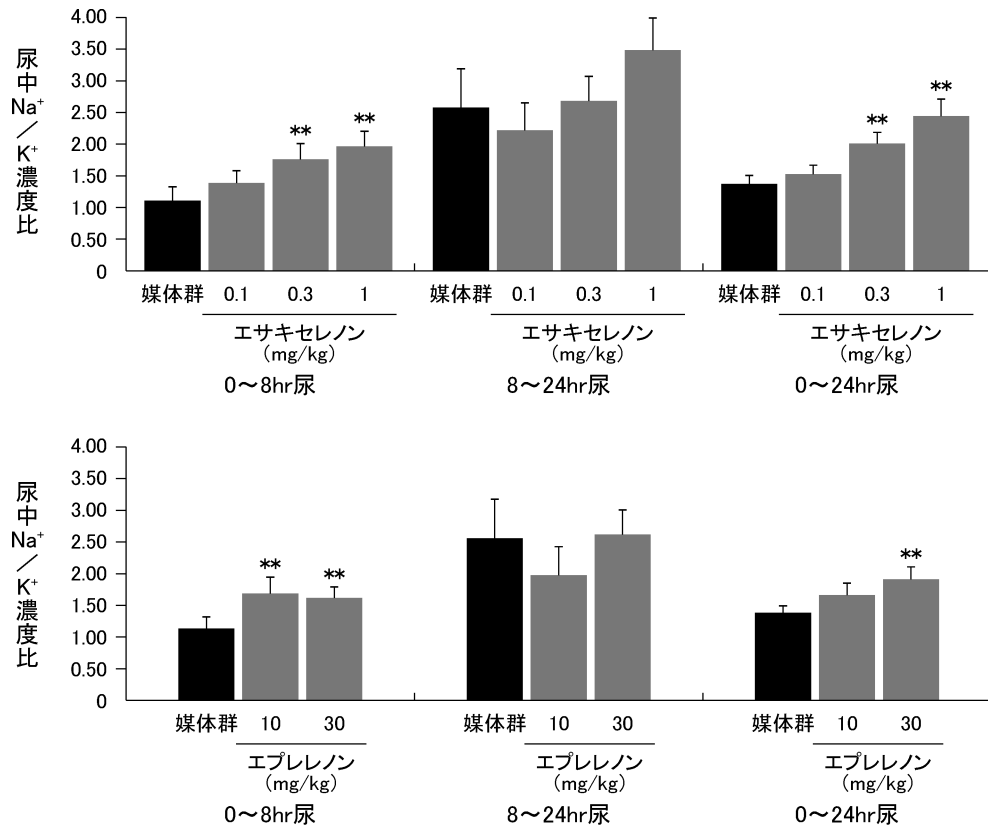 尿中Na⁺/K⁺濃度比
4.00
3.50
3.00
2.50
2.00
1.50
1.00
0.50
0
** ** ** **
媒体群 0.1 0.3 1 媒体群 0.1 0.3 1 媒体群 0.1 0.3 1
エサキセレノン エサキセレノン エサキセレノン
(mg/kg) (mg/kg) (mg/kg)
0~8hr尿 8~24hr尿 0~24hr尿
尿中Na⁺/K⁺濃度比
4.00
3.50
3.00
2.50
2.00
1.50
1.00
0.50
0
** ** **
媒体群 10 30 媒体群 10 30 媒体群 10 30
エプレレノン エプレレノン エプレレノン
(mg/kg) (mg/kg) (mg/kg)
0~8hr尿 8~24hr尿 0~24hr尿